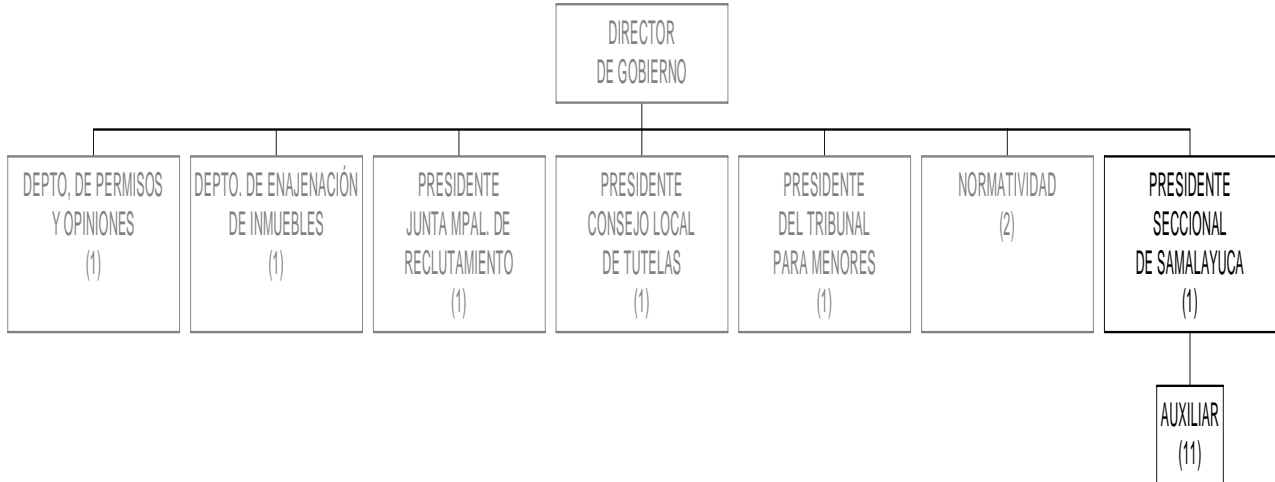 DIRECTOR
DE GOBIERNO
DEPTO, DE PERMISOS
Y OPINIONES
(1)
DEPTO. DE ENAJENACIÓN
DE INMUEBLES
(1)
PRESIDENTE
JUNTA MPAL. DE
RECLUTAMIENTO
(1)
PRESIDENTE
CONSEJO LOCAL
DE TUTELAS
(1)
PRESIDENTE
DEL TRIBUNAL
PARA MENORES
(1)
NORMATIVIDAD
(2)
PRESIDENTE
SECCIONAL
DE SAMALAYUCA
(1)
AUXILIAR
(11)